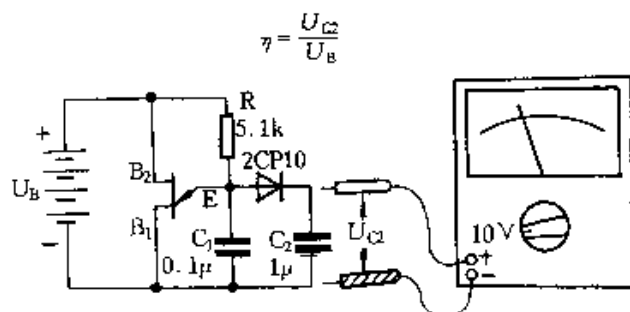 η = U_C2 / U_B
R
5.1k
2CP10
+
B₂
U_B
E
B₁
−
C₁
0.1μ
C₂
1μ
U_C2
10V
+
−